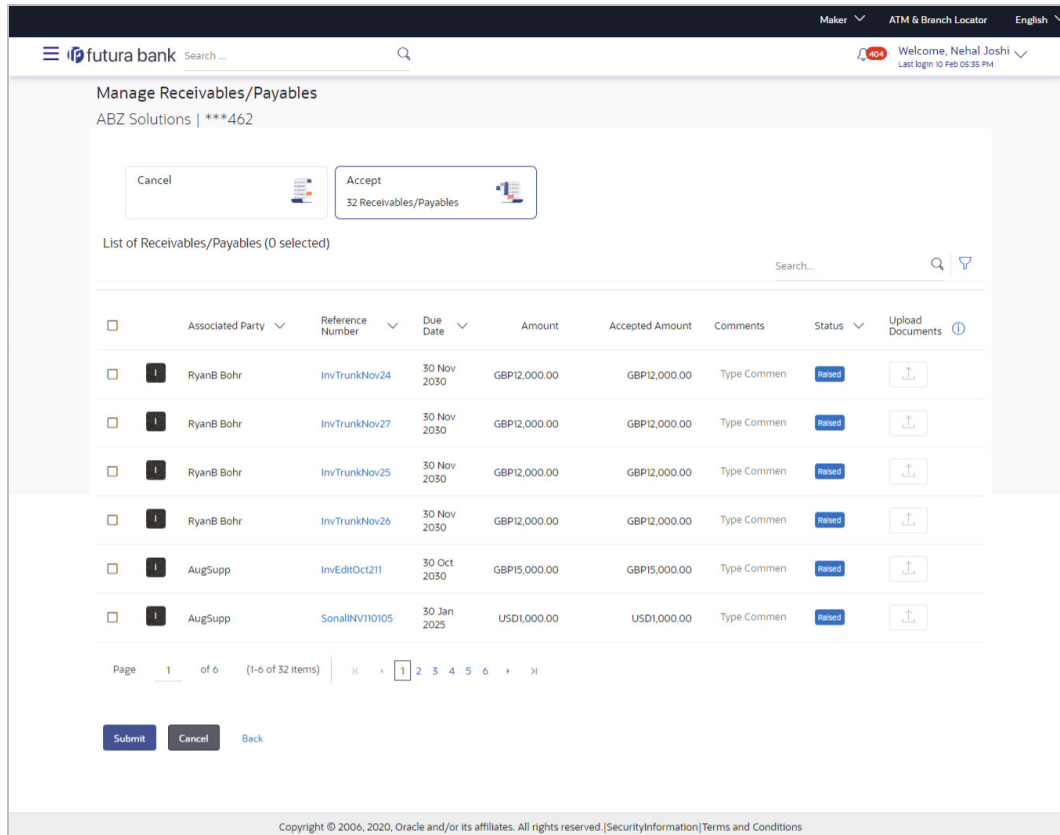 Maker ATM & Branch Locator English
futura bank Search ... 404 Welcome, Nehal Joshi
Last login 10 Feb 05:35 PM
Manage Receivables/Payables
ABZ Solutions | ***462
Cancel
Accept
32 Receivables/Payables
List of Receivables/Payables (0 selected)
Search...
Associated Party Reference Number Due Date Amount Accepted Amount Comments Status Upload Documents
I RyanB Bohr InvTrunkNov24 30 Nov 2030 GBP12,000.00 GBP12,000.00 Type Commen Raised
I RyanB Bohr InvTrunkNov27 30 Nov 2030 GBP12,000.00 GBP12,000.00 Type Commen Raised
I RyanB Bohr InvTrunkNov25 30 Nov 2030 GBP12,000.00 GBP12,000.00 Type Commen Raised
I RyanB Bohr InvTrunkNov26 30 Nov 2030 GBP12,000.00 GBP12,000.00 Type Commen Raised
I AugSupp InvEditOct211 30 Oct 2030 GBP15,000.00 GBP15,000.00 Type Commen Raised
I AugSupp SonalINV110105 30 Jan 2025 USD1,000.00 USD1,000.00 Type Commen Raised
Page 1 of 6 (1-6 of 32 items) 1 2 3 4 5 6
Submit Cancel Back
Copyright © 2006, 2020, Oracle and/or its affiliates. All rights reserved.|SecurityInformation|Terms and Conditions